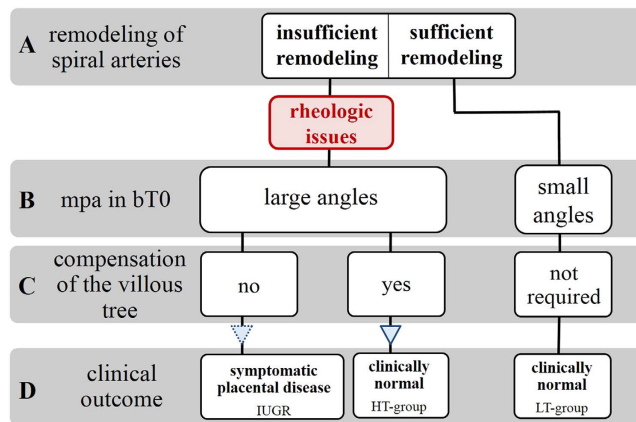 A
remodeling of
spiral arteries
insufficient
remodeling
sufficient
remodeling
rheologic
issues
B
mpa in bT0
large angles
small
angles
C
compensation
of the villous
tree
no
yes
not
required
D
clinical
outcome
symptomatic
placental disease
IUGR
clinically
normal
HT-group
clinically
normal
LT-group